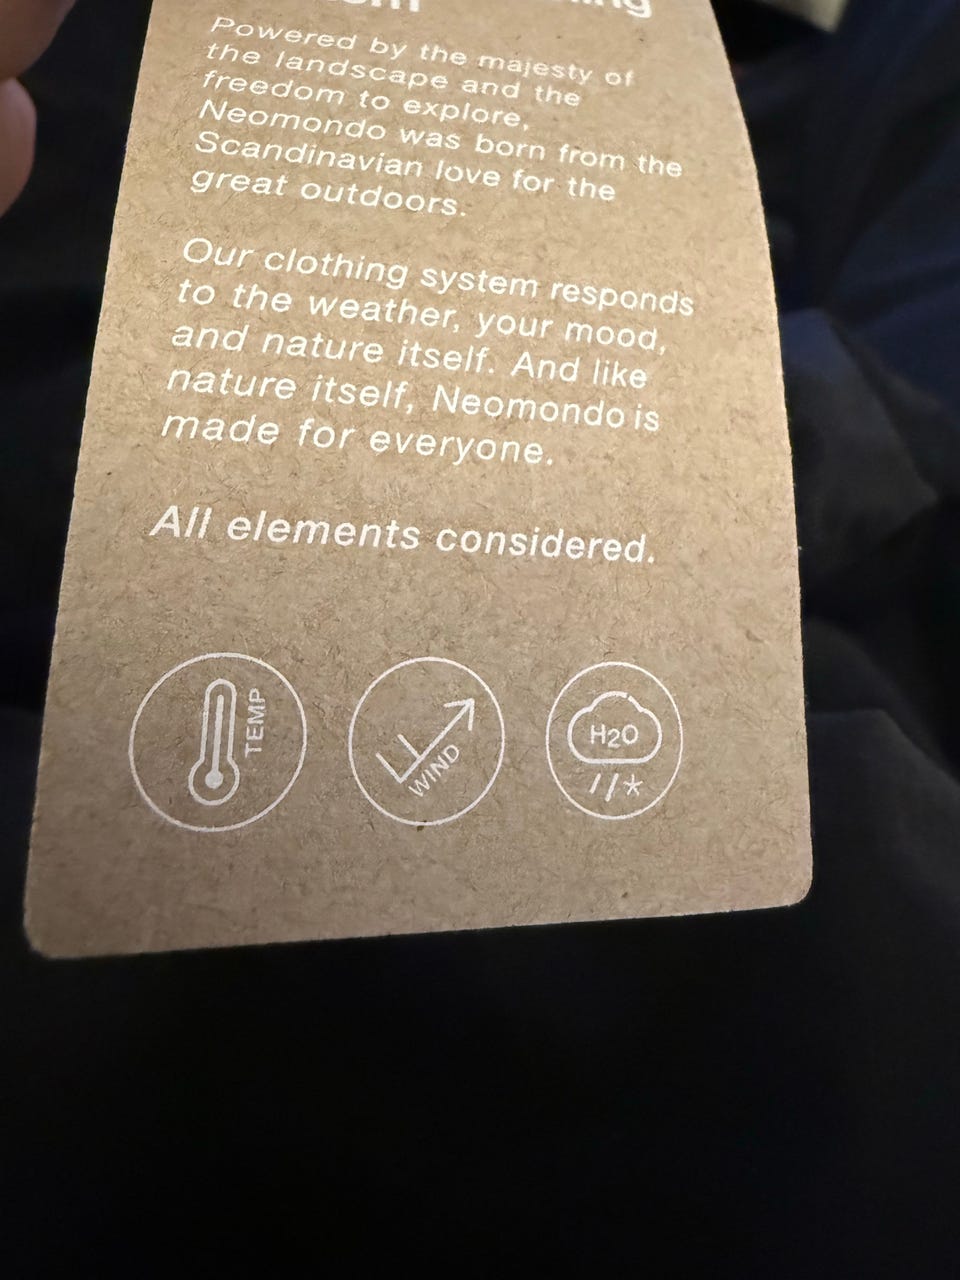 Powered by the majesty of
the landscape and the
freedom to explore,
Neomondo was born from the
Scandinavian love for the
great outdoors.
Our clothing system responds
to the weather, your mood,
and nature itself. And like
nature itself, Neomondo is
made for everyone.
All elements considered.
TEMP
WIND
H2O